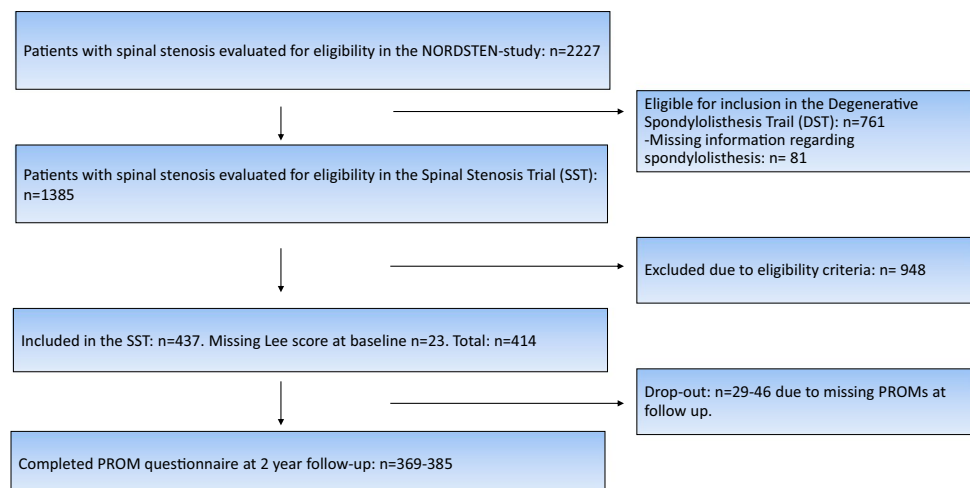 Patients with spinal stenosis evaluated for eligibility in the NORDSTEN-study: n=2227
Eligible for inclusion in the Degenerative
Spondylolisthesis Trail (DST): n=761
-Missing information regarding
spondylolisthesis: n= 81
Patients with spinal stenosis evaluated for eligibility in the Spinal Stenosis Trial (SST):
n=1385
Excluded due to eligibility criteria: n= 948
Included in the SST: n=437. Missing Lee score at baseline n=23. Total: n=414
Drop-out: n=29-46 due to missing PROMs at
follow up.
Completed PROM questionnaire at 2 year follow-up: n=369-385